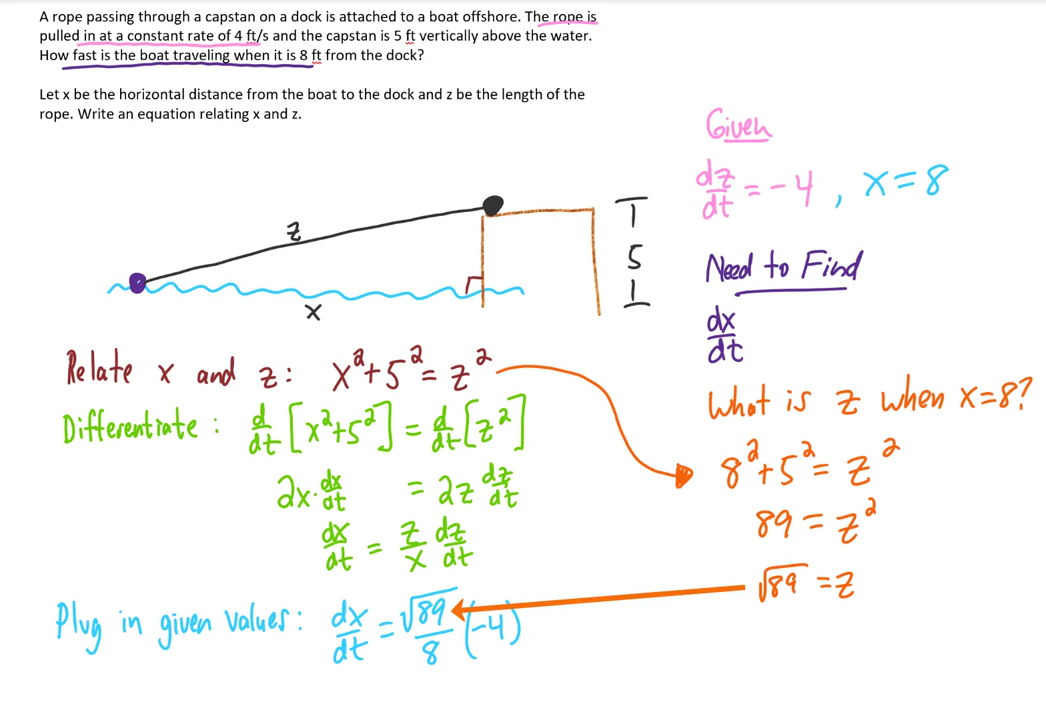 A rope passing through a capstan on a dock is attached to a boat offshore. The rope is
pulled in at a constant rate of 4 ft/s and the capstan is 5 ft vertically above the water.
How fast is the boat traveling when it is 8 ft from the dock?
Let x be the horizontal distance from the boat to the dock and z be the length of the
rope. Write an equation relating x and z.
Given
dz/dt = -4, x = 8
z
5
x
Need to Find
dx/dt
Relate x and z: x² + 5² = z²
Differentiate: d/dt [x² + 5²] = d/dt [z²]
2x · dx/dt = 2z dz/dt
dx/dt = z/x dz/dt
What is z when x = 8?
8² + 5² = z²
89 = z²
√89 = z
Plug in given values: dx/dt = √89/8 (-4)